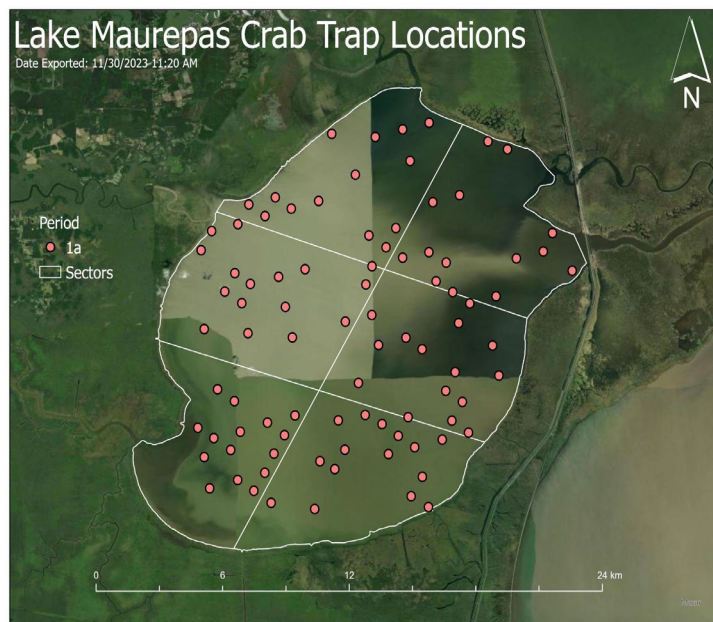 Lake Maurepas Crab Trap Locations
Date Exported: 11/30/2023 11:20 AM
N
Period
1a
Sectors
0 6 12 24 km